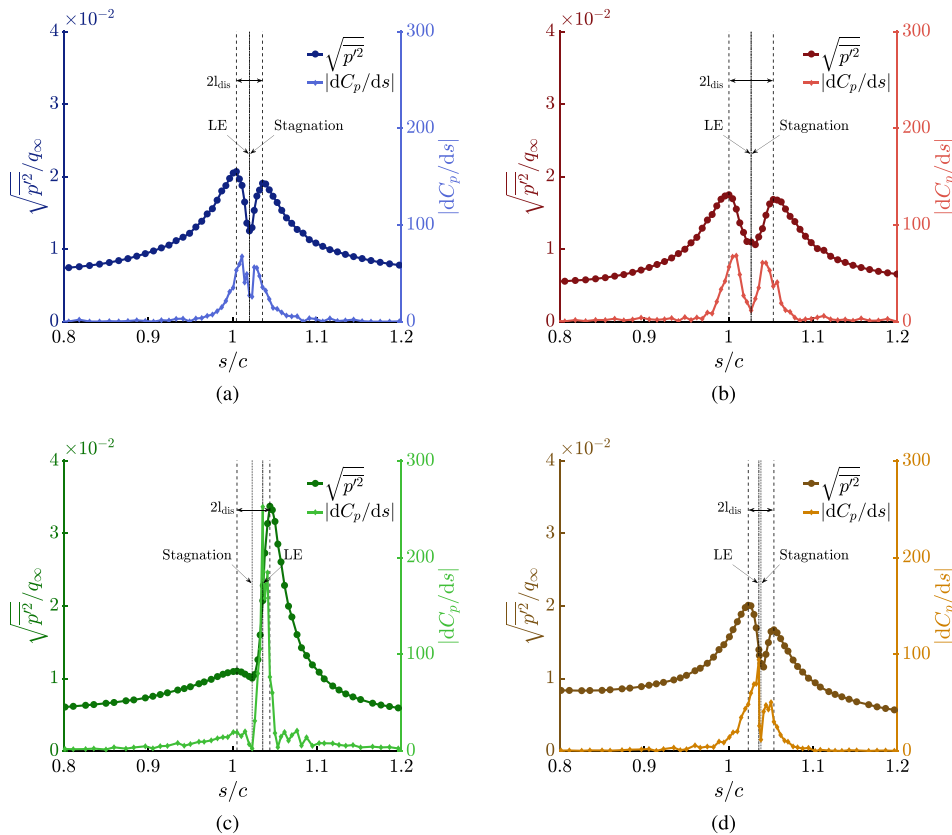 ×10⁻²
4
3
2
1
0
√p′²/q∞
300
200
100
0
|dCₚ/ds|
√p′²
|dCₚ/ds|
2l_dis
LE
Stagnation
0.8 0.9 1 1.1 1.2
s/c
(a)
×10⁻²
4
3
2
1
0
√p′²/q∞
300
200
100
0
|dCₚ/ds|
√p′²
|dCₚ/ds|
2l_dis
LE
Stagnation
0.8 0.9 1 1.1 1.2
s/c
(b)
×10⁻²
4
3
2
1
0
√p′²/q∞
300
200
100
0
|dCₚ/ds|
√p′²
|dCₚ/ds|
2l_dis
Stagnation
LE
0.8 0.9 1 1.1 1.2
s/c
(c)
×10⁻²
4
3
2
1
0
√p′²/q∞
300
200
100
0
|dCₚ/ds|
√p′²
|dCₚ/ds|
2l_dis
LE
Stagnation
0.8 0.9 1 1.1 1.2
s/c
(d)